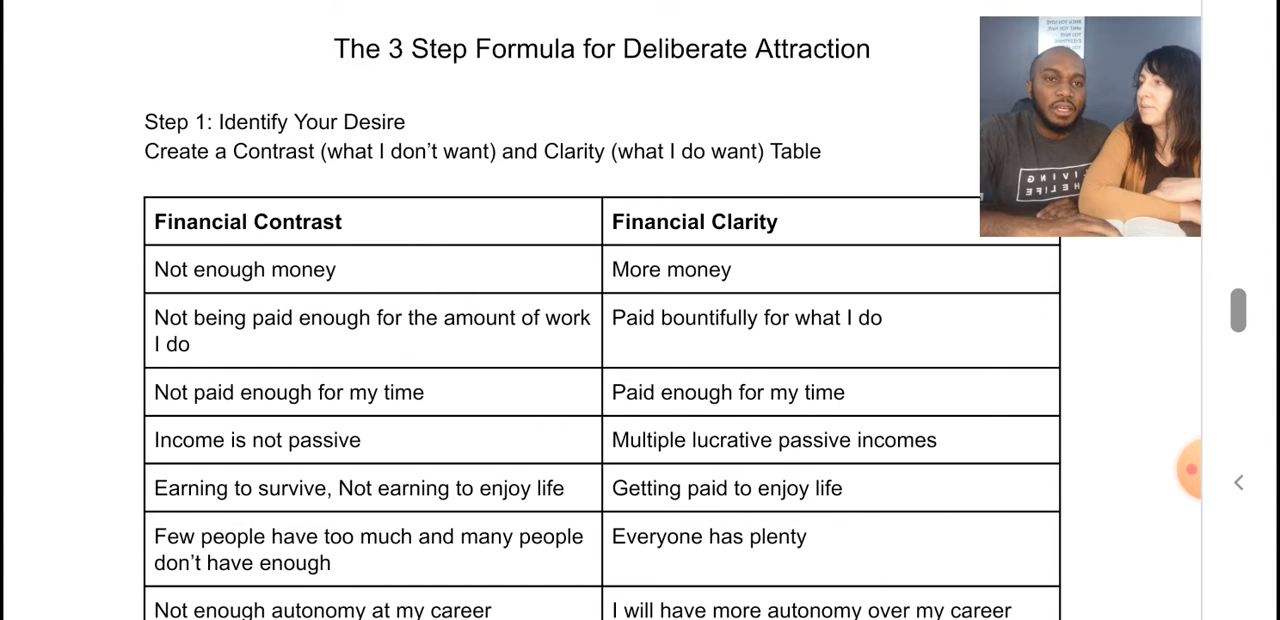 The 3 Step Formula for Deliberate Attraction
Step 1: Identify Your Desire
Create a Contrast (what I don’t want) and Clarity (what I do want) Table
Financial Contrast
Financial Clarity
Not enough money
More money
Not being paid enough for the amount of work
I do
Paid bountifully for what I do
Not paid enough for my time
Paid enough for my time
Income is not passive
Multiple lucrative passive incomes
Earning to survive, Not earning to enjoy life
Getting paid to enjoy life
Few people have too much and many people
don’t have enough
Everyone has plenty
Not enough autonomy at my career
I will have more autonomy over my career